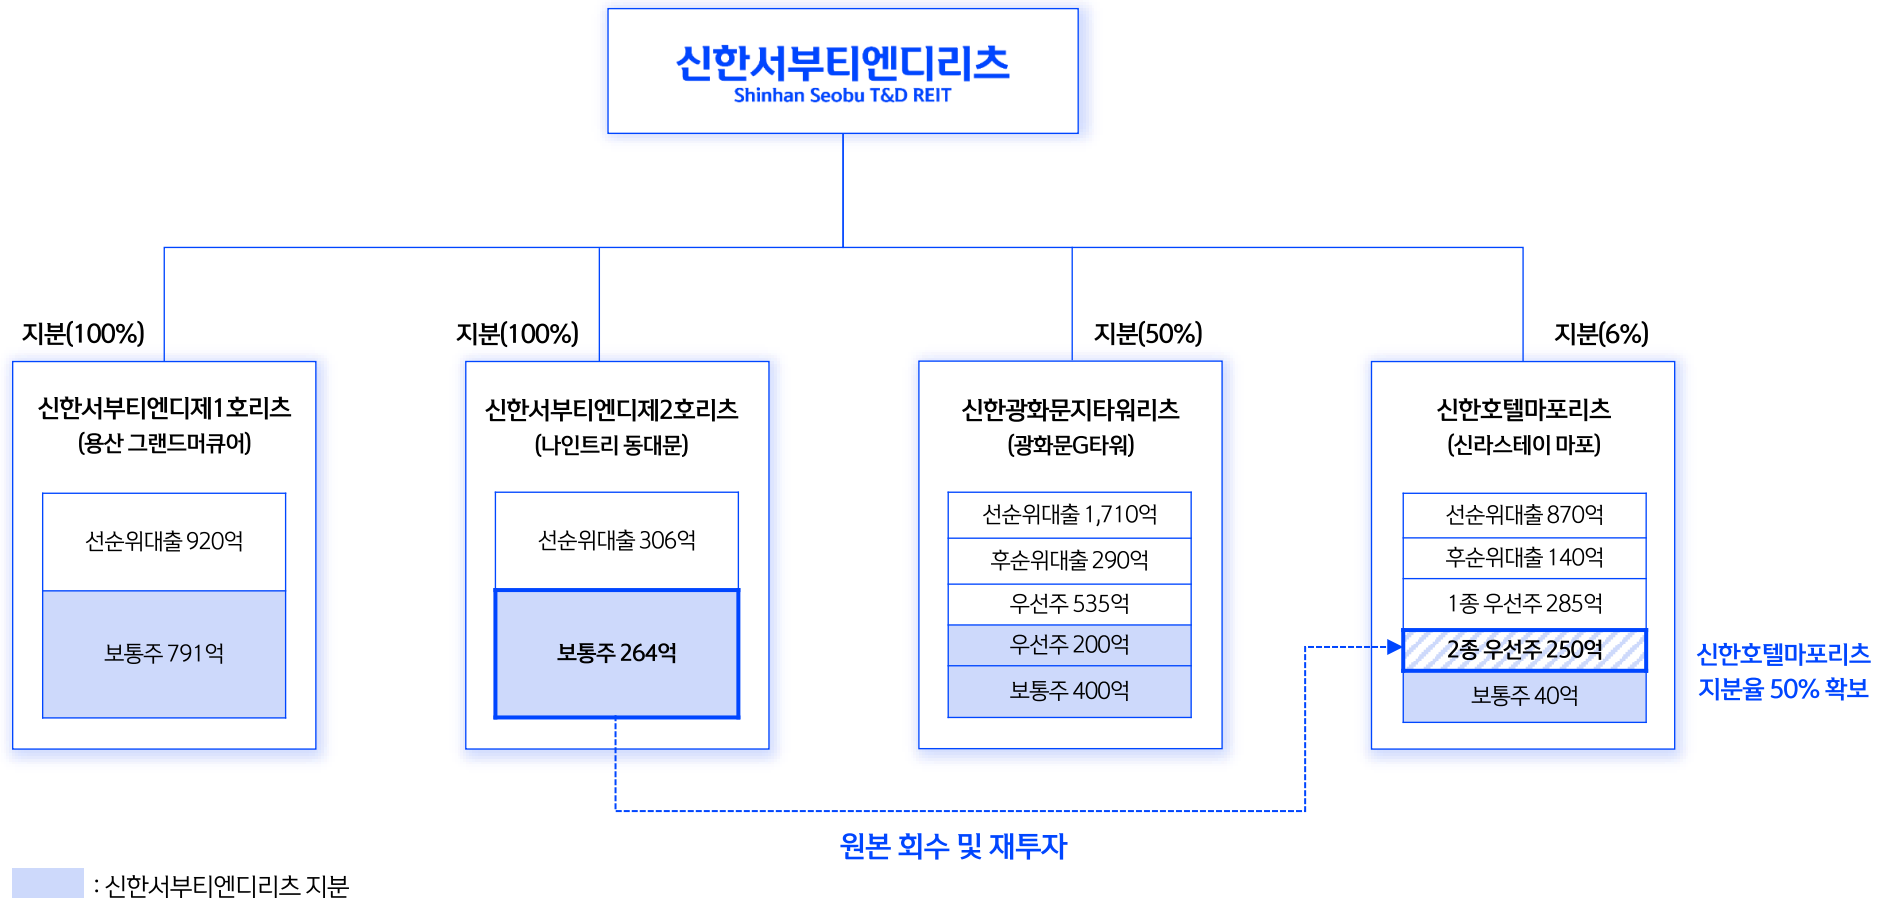 신한서부티엔디리츠
Shinhan Seobu T&D REIT
지분(100%)
신한서부티엔디제1호리츠
(용산 그랜드머큐어)
선순위대출 920억
보통주 791억
지분(100%)
신한서부티엔디제2호리츠
(나인트리 동대문)
선순위대출 306억
보통주 264억
지분(50%)
신한광화문지타워리츠
(광화문G타워)
선순위대출 1,710억
후순위대출 290억
우선주 535억
우선주 200억
보통주 400억
지분(6%)
신한호텔마포리츠
(신라스테이 마포)
선순위대출 870억
후순위대출 140억
1종 우선주 285억
2종 우선주 250억
보통주 40억
신한호텔마포리츠
지분율 50% 확보
원본 회수 및 재투자
: 신한서부티엔디리츠 지분